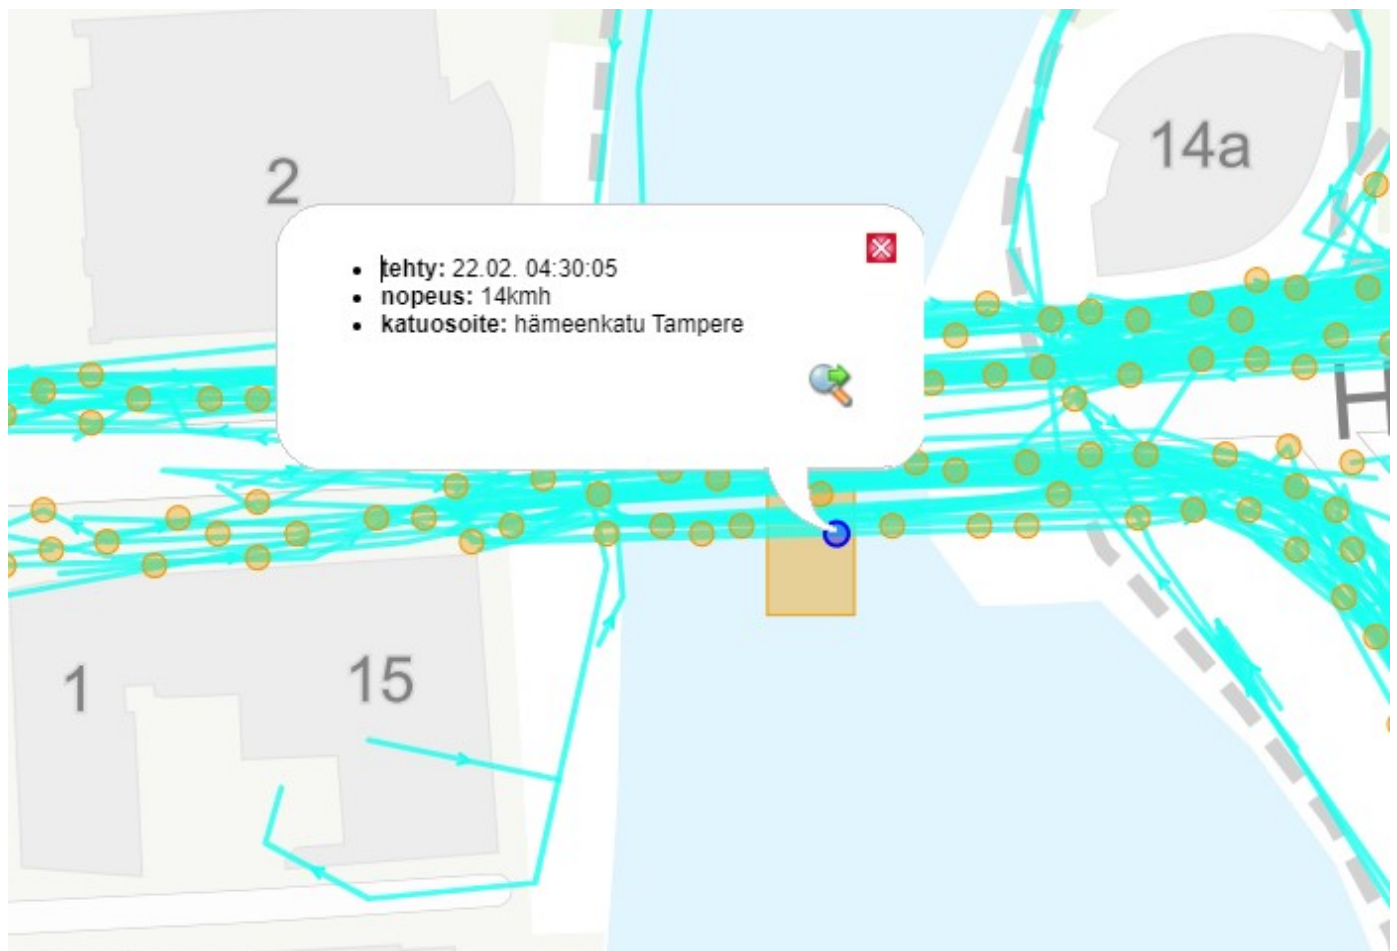 2
14a
tehty: 22.02. 04:30:05
nopeus: 14kmh
katuosoite: hämeenkatu Tampere
H
1
15